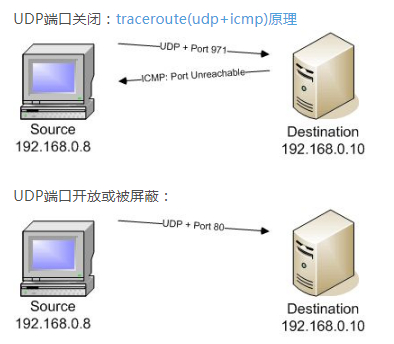 UDP端口关闭：traceroute(udp+icmp)原理
UDP + Port 971
ICMP: Port Unreachable
Source
192.168.0.8
Destination
192.168.0.10
UDP端口开放或被屏蔽：
UDP + Port 80
Source
192.168.0.8
Destination
192.168.0.10